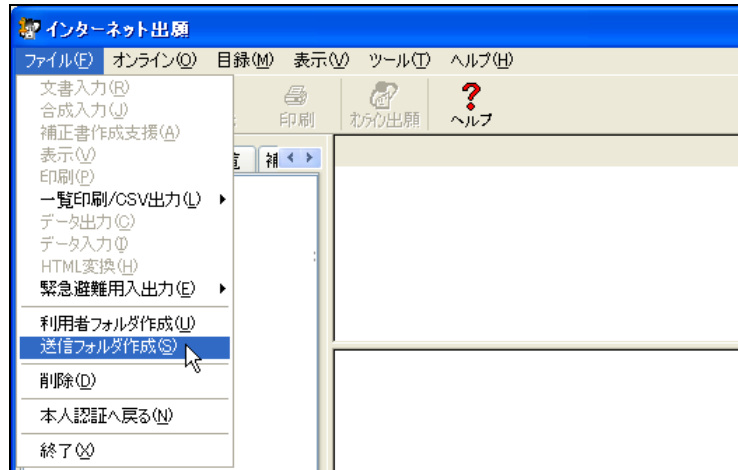 インターネット出願
ファイル(F) オンライン(O) 目録(M) 表示(V) ツール(T) ヘルプ(H)
印刷 オンライン出願 ヘルプ
文書入力(R)
合成入力(J)
補正書作成支援(A)
表示(V)
印刷(P)
一覧印刷/CSV出力(L)
データ出力(C)
データ入力(I)
HTML変換(H)
緊急避難用入出力(E)
利用者フォルダ作成(U)
送信フォルダ作成(S)
削除(D)
本人認証へ戻る(N)
終了(X)